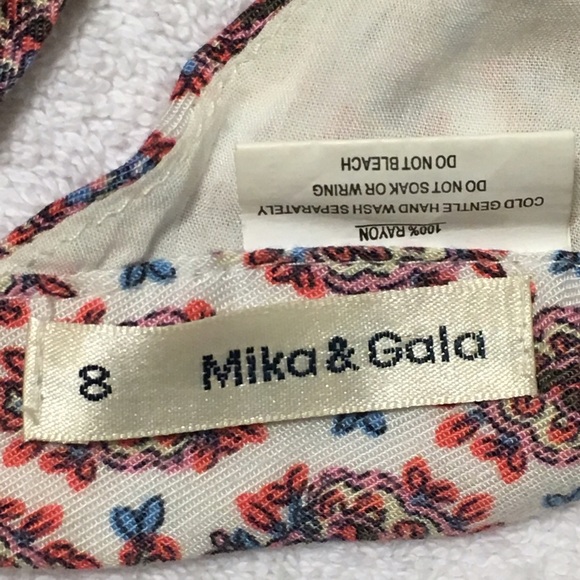 100% RAYON
COLD GENTLE HAND WASH SEPARATELY
DO NOT SOAK OR WRING
DO NOT BLEACH
8 Mika & Gala